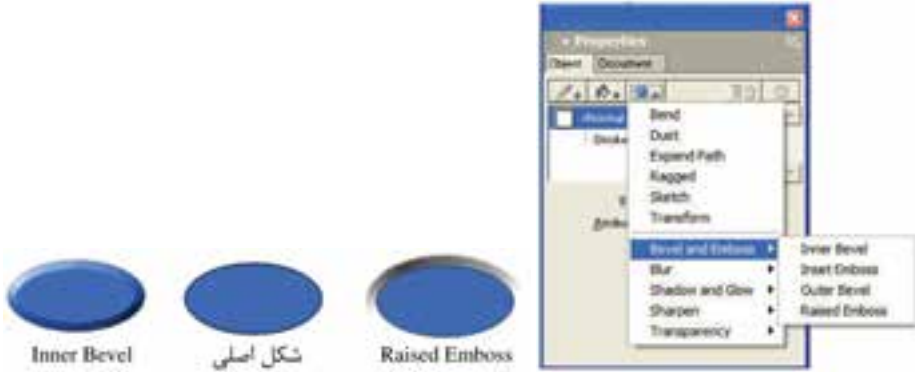 Properties
Object Document
Bend
Dust
Expand Path
Ragged
Sketch
Transform
Bevel and Emboss
Blur
Shadow and Glow
Sharpen
Transparency
Inner Bevel
Inset Emboss
Outer Bevel
Raised Emboss
Inner Bevel
شکل اصلی
Raised Emboss